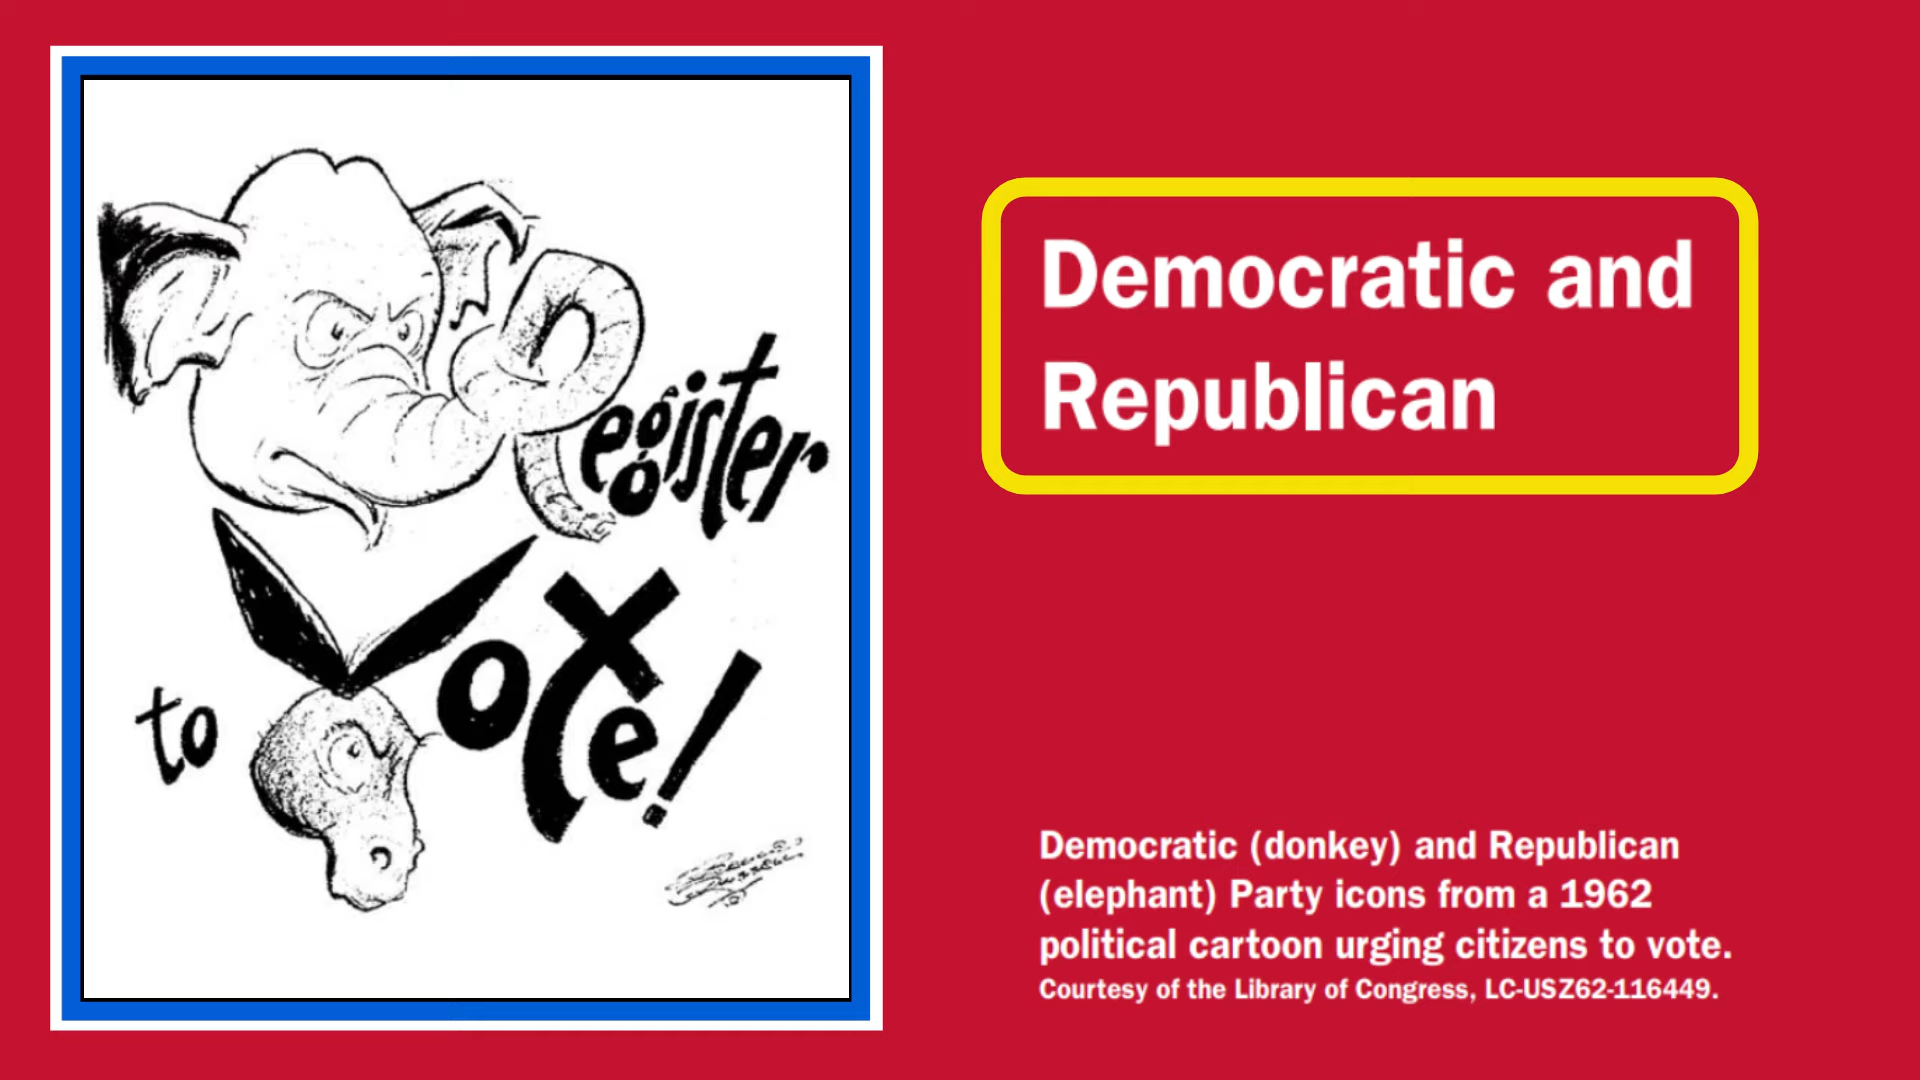 Register
to Vote!
Democratic and
Republican
Democratic (donkey) and Republican
(elephant) Party icons from a 1962
political cartoon urging citizens to vote.
Courtesy of the Library of Congress, LC-USZ62-116449.